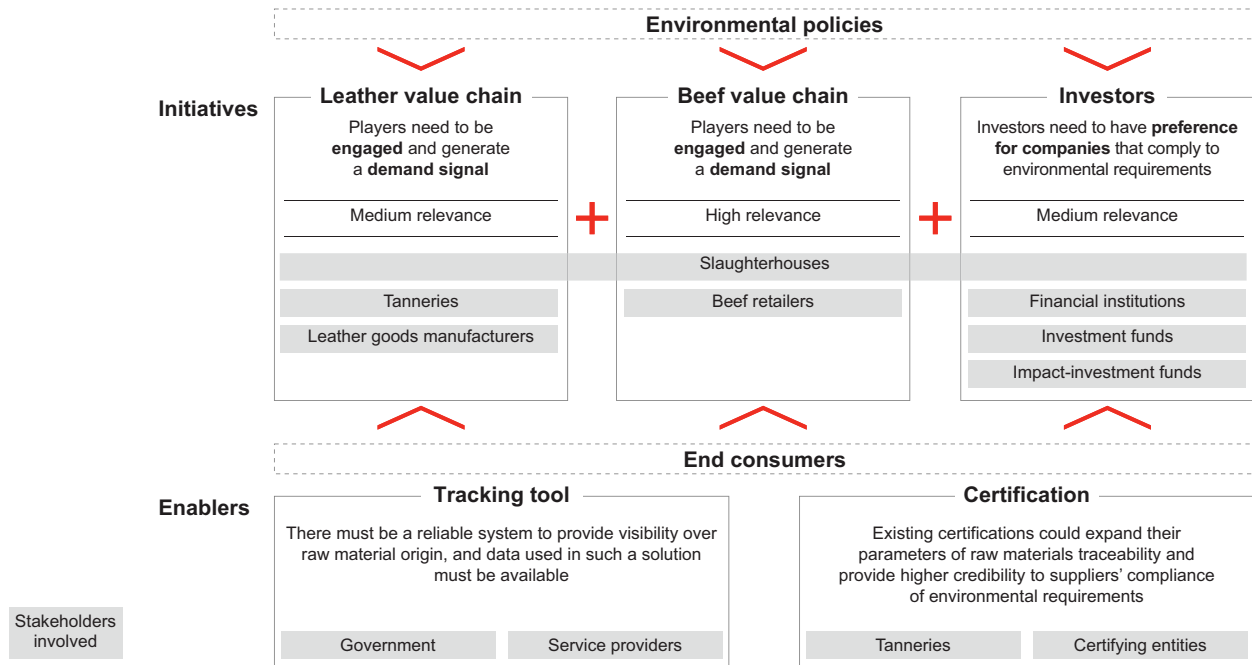 Environmental policies
Initiatives
Leather value chain
Players need to be
engaged and generate
a demand signal
Medium relevance
+
Beef value chain
Players need to be
engaged and generate
a demand signal
High relevance
+
Investors
Investors need to have preference
for companies that comply to
environmental requirements
Medium relevance
Slaughterhouses
Tanneries
Leather goods manufacturers
Beef retailers
Financial institutions
Investment funds
Impact-investment funds
End consumers
Enablers
Tracking tool
There must be a reliable system to provide visibility over
raw material origin, and data used in such a solution
must be available
Government
Service providers
Certification
Existing certifications could expand their
parameters of raw materials traceability and
provide higher credibility to suppliers’ compliance
of environmental requirements
Tanneries
Certifying entities
Stakeholders
involved